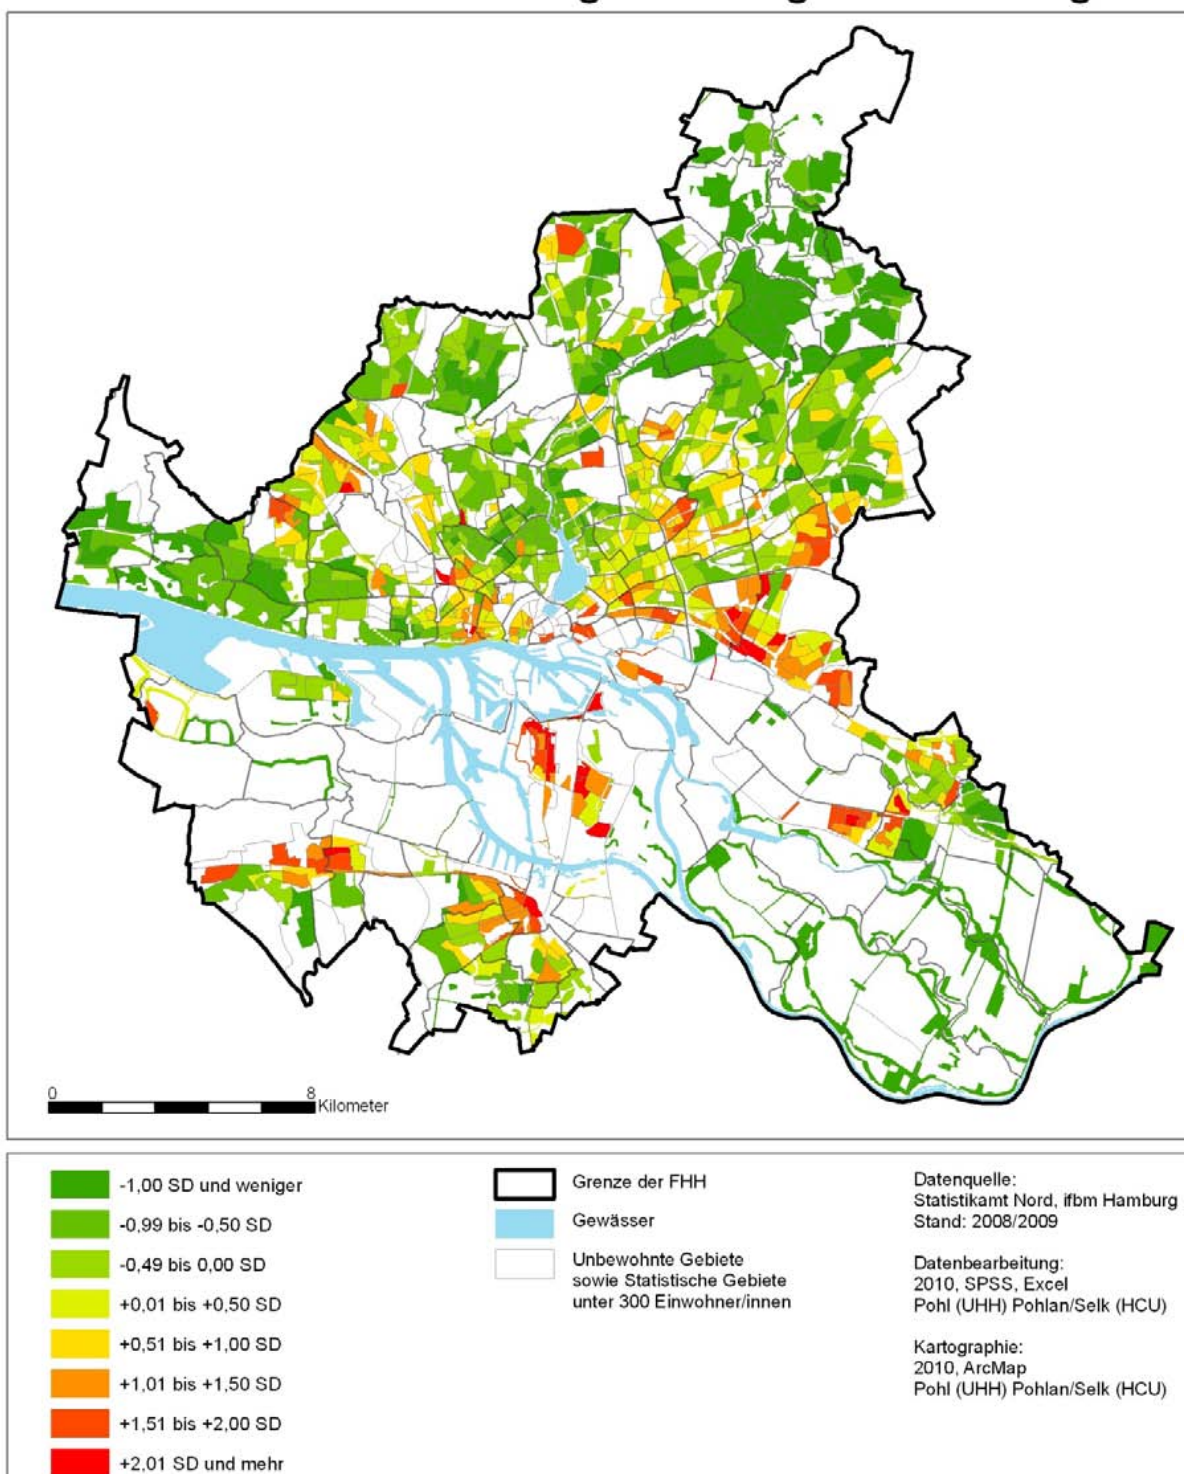 0 8
Kilometer
-1,00 SD und weniger
-0,99 bis -0,50 SD
-0,49 bis 0,00 SD
+0,01 bis +0,50 SD
+0,51 bis +1,00 SD
+1,01 bis +1,50 SD
+1,51 bis +2,00 SD
+2,01 SD und mehr
Grenze der FHH
Gewässer
Unbewohnte Gebiete
sowie Statistische Gebiete
unter 300 Einwohner/innen
Datenquelle:
Statistikamt Nord, ifbm Hamburg
Stand: 2008/2009
Datenbearbeitung:
2010, SPSS, Excel
Pohl (UHH) Pohlan/Selk (HCU)
Kartographie:
2010, ArcMap
Pohl (UHH) Pohlan/Selk (HCU)